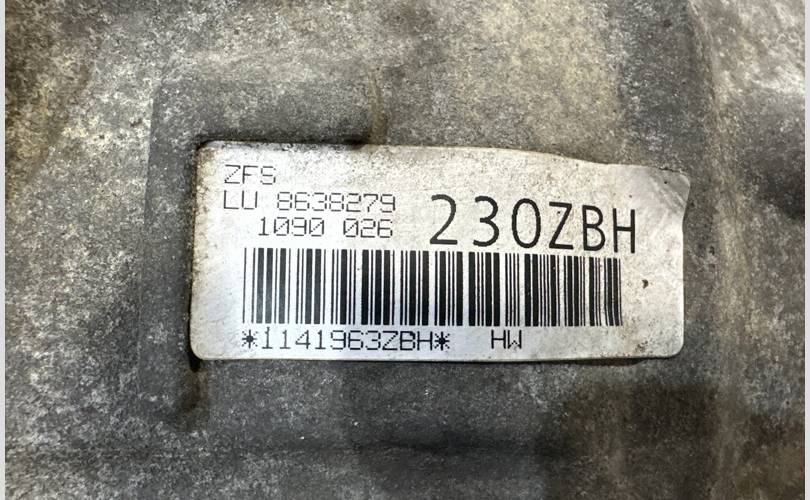 ZFS
LU 8638279
1090 026
230ZBH
*1141963ZBH* HW